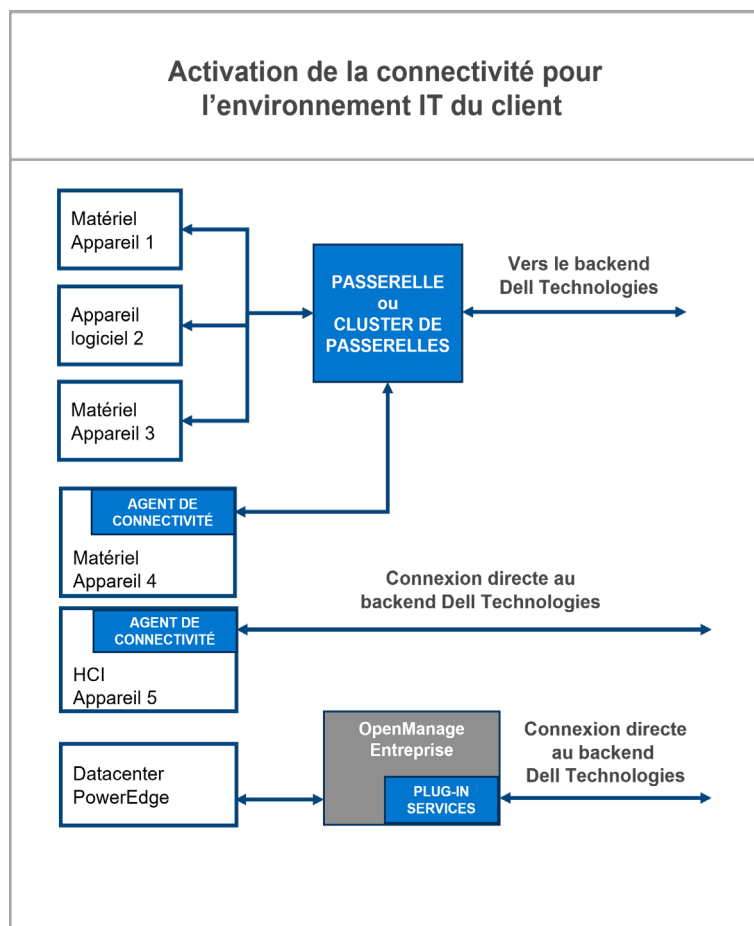 Activation de la connectivité pour
l’environnement IT du client
Matériel
Appareil 1
Appareil
logiciel 2
Matériel
Appareil 3
PASSERELLE
ou
CLUSTER DE
PASSERELLES
Vers le backend
Dell Technologies
AGENT DE
CONNECTIVITÉ
Matériel
Appareil 4
Connexion directe au
backend Dell Technologies
AGENT DE
CONNECTIVITÉ
HCI
Appareil 5
Datacenter
PowerEdge
OpenManage
Entreprise
PLUG-IN
SERVICES
Connexion directe
au backend
Dell Technologies